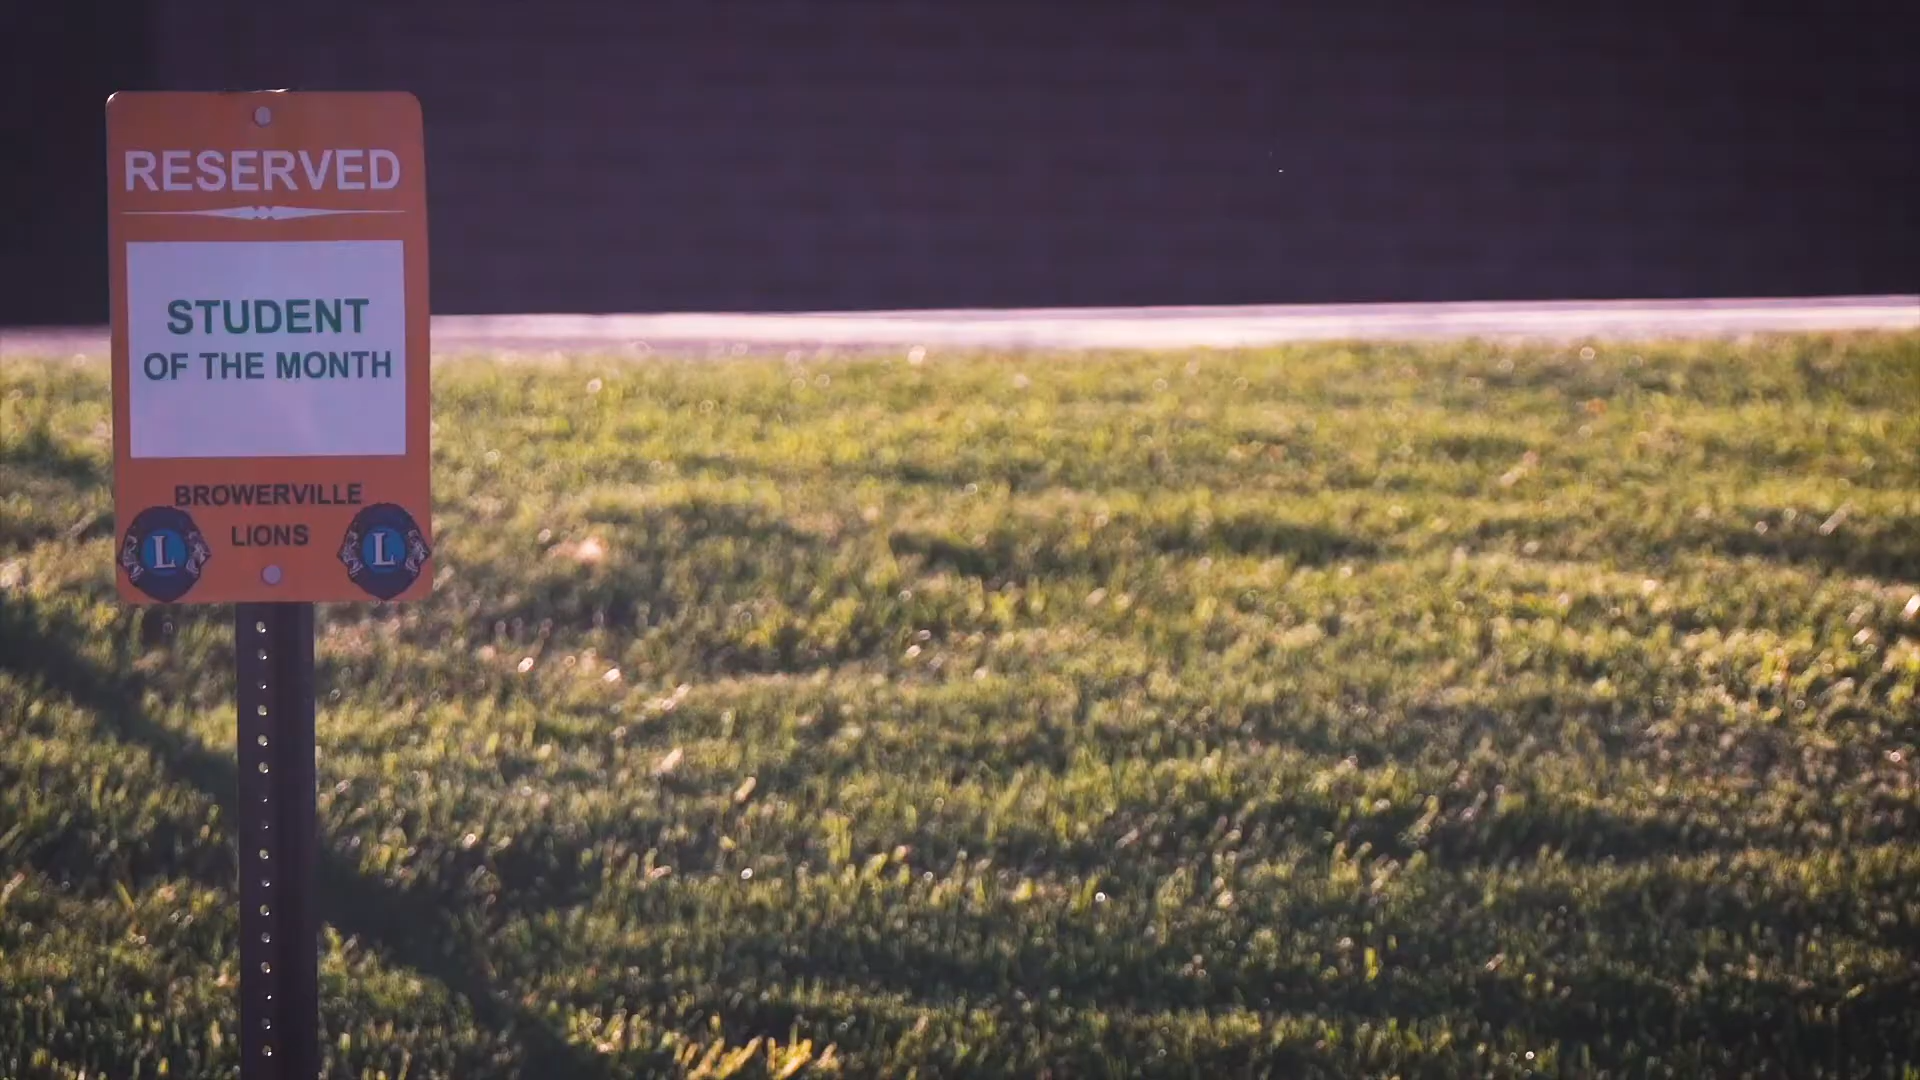 RESERVED
STUDENT
OF THE MONTH
BROWERVILLE
LIONS
L L